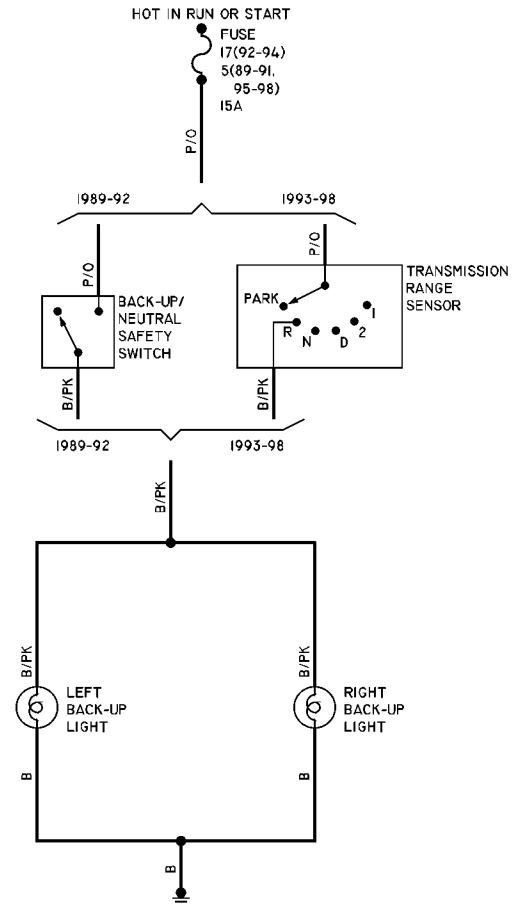 HOT IN RUN OR START
FUSE
17(92-94)
5(89-91,
95-98)
15A
P/O
1989-92
1993-98
P/O
P/O
TRANSMISSION
RANGE
SENSOR
BACK-UP/
NEUTRAL
SAFETY
SWITCH
PARK
R
N
D
2
1
B/PK
B/PK
1989-92
1993-98
B/PK
B/PK
B/PK
LEFT
BACK-UP
LIGHT
RIGHT
BACK-UP
LIGHT
B
B
B